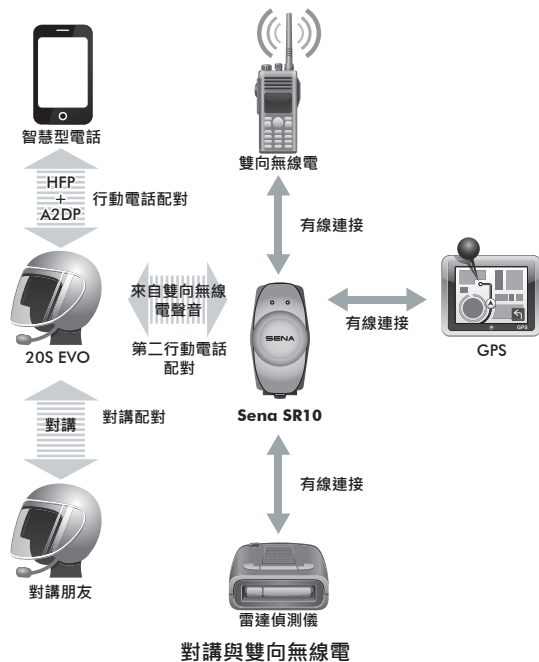 智慧型電話
雙向無線電
HFP
+
A2DP
行動電話配對
有線連接
來自雙向無線
電聲音
第二行動電話
配對
20S EVO
SENA
Sena SR10
有線連接
GPS
GPS
對講
對講配對
有線連接
對講朋友
雷達偵測儀
對講與雙向無線電